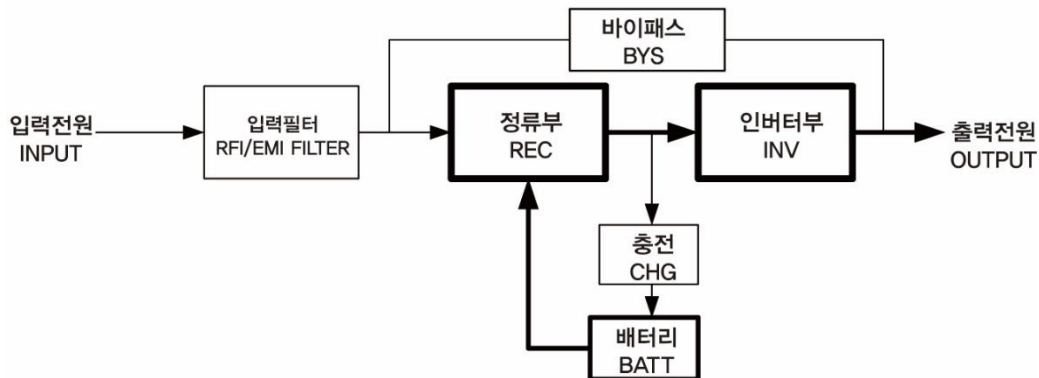 바이패스
BYS
입력전원
INPUT
입력필터
RFI/EMI FILTER
정류부
REC
인버터부
INV
출력전원
OUTPUT
충전
CHG
배터리
BATT